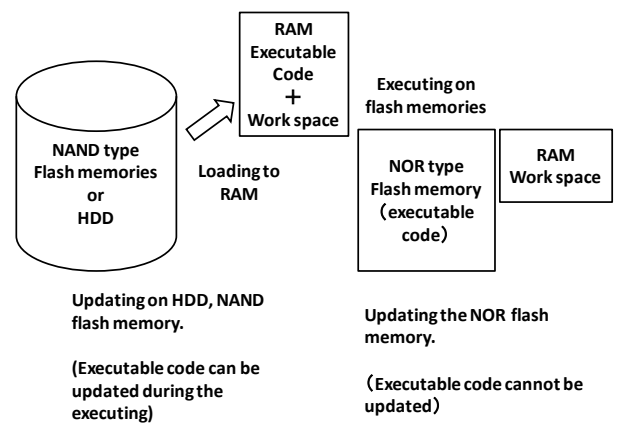 RAM
Executable
Code
＋
Work space
NAND type
Flash memories
or
HDD
Loading to
RAM
Executing on
flash memories
NOR type
Flash memory
（executable
code）
RAM
Work space
Updating on HDD, NAND
flash memory.
(Executable code can be
updated during the
executing)
Updating the NOR flash
memory.
（Executable code cannot be
updated）